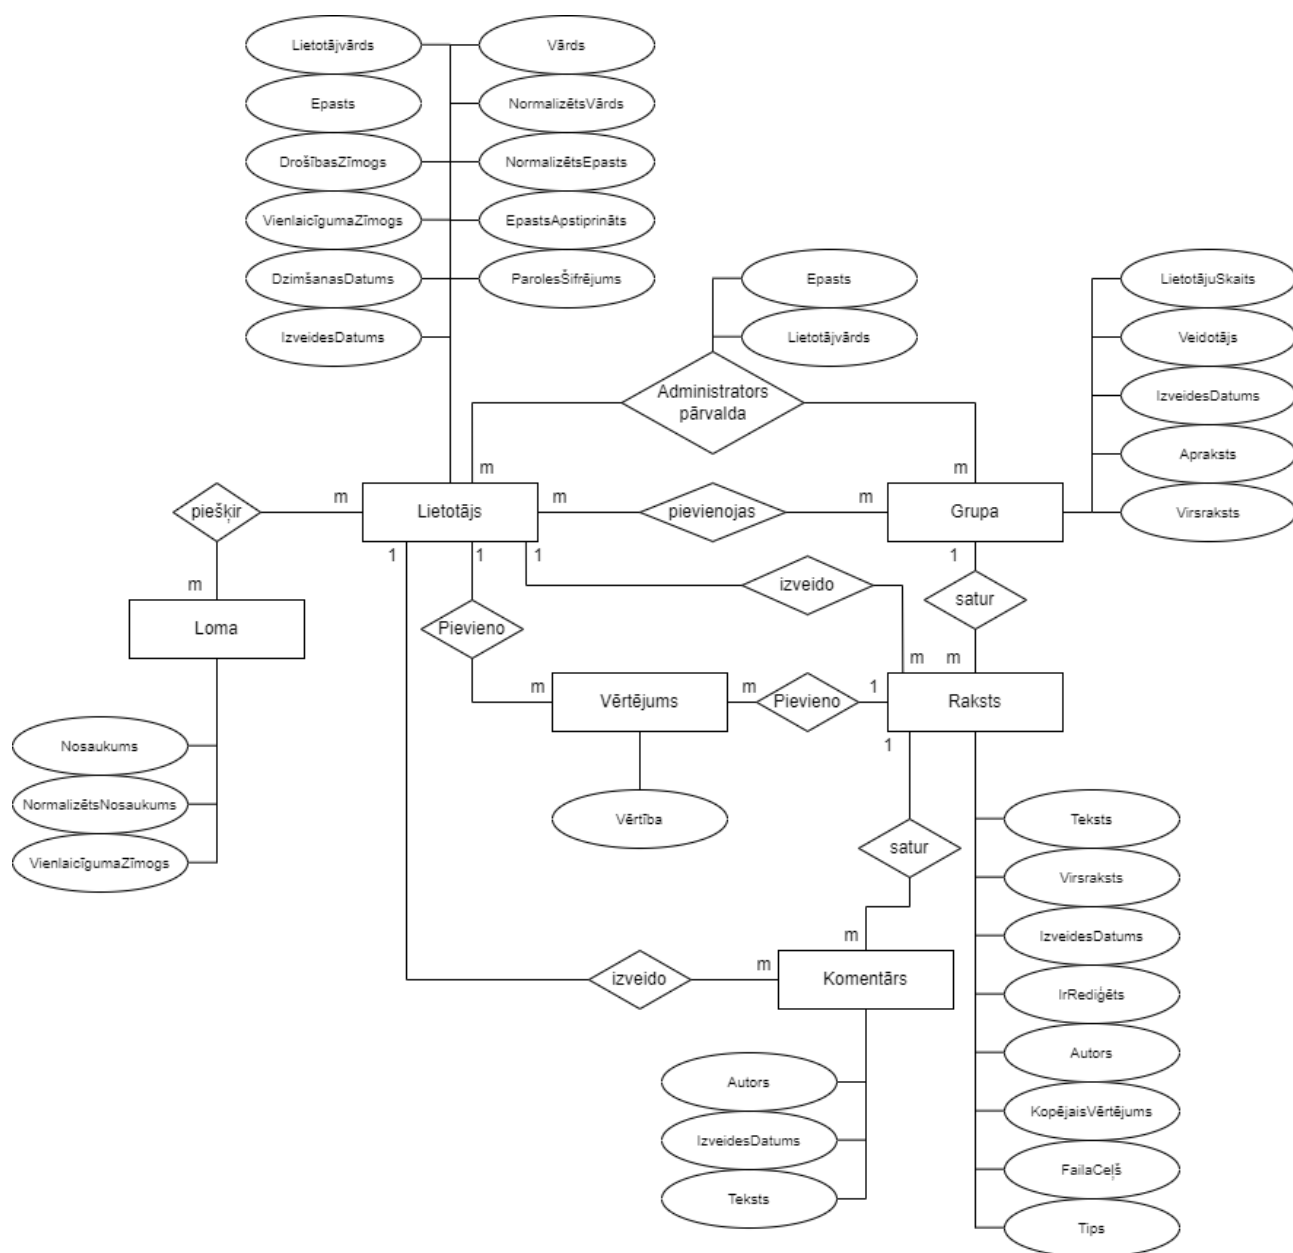 Lietotājvārds
Vārds
Epasts
NormalizētsVārds
DrošībasZīmogs
NormalizētsEpasts
VienlaicīgumaZīmogs
EpastsApstiprināts
DzimšanasDatums
ParolesŠifrējums
IzveidesDatums
Epasts
Lietotājvārds
LietotājuSkaits
Veidotājs
IzveidesDatums
Apraksts
Virsraksts
Administrators
pārvalda
m
m
piešķir
m
Lietotājs
m
pievienojas
m
Grupa
1
1
1
1
izveido
satur
m
Loma
Pievieno
m
m
m
Vērtējums
m
Pievieno
1
Raksts
1
Nosaukums
NormalizētsNosaukums
VienlaicīgumaZīmogs
Vērtība
satur
m
izveido
m
Komentārs
Teksts
Virsraksts
IzveidesDatums
IrRediģēts
Autors
KopējaisVērtējums
FailaCeļš
Tips
Autors
IzveidesDatums
Teksts